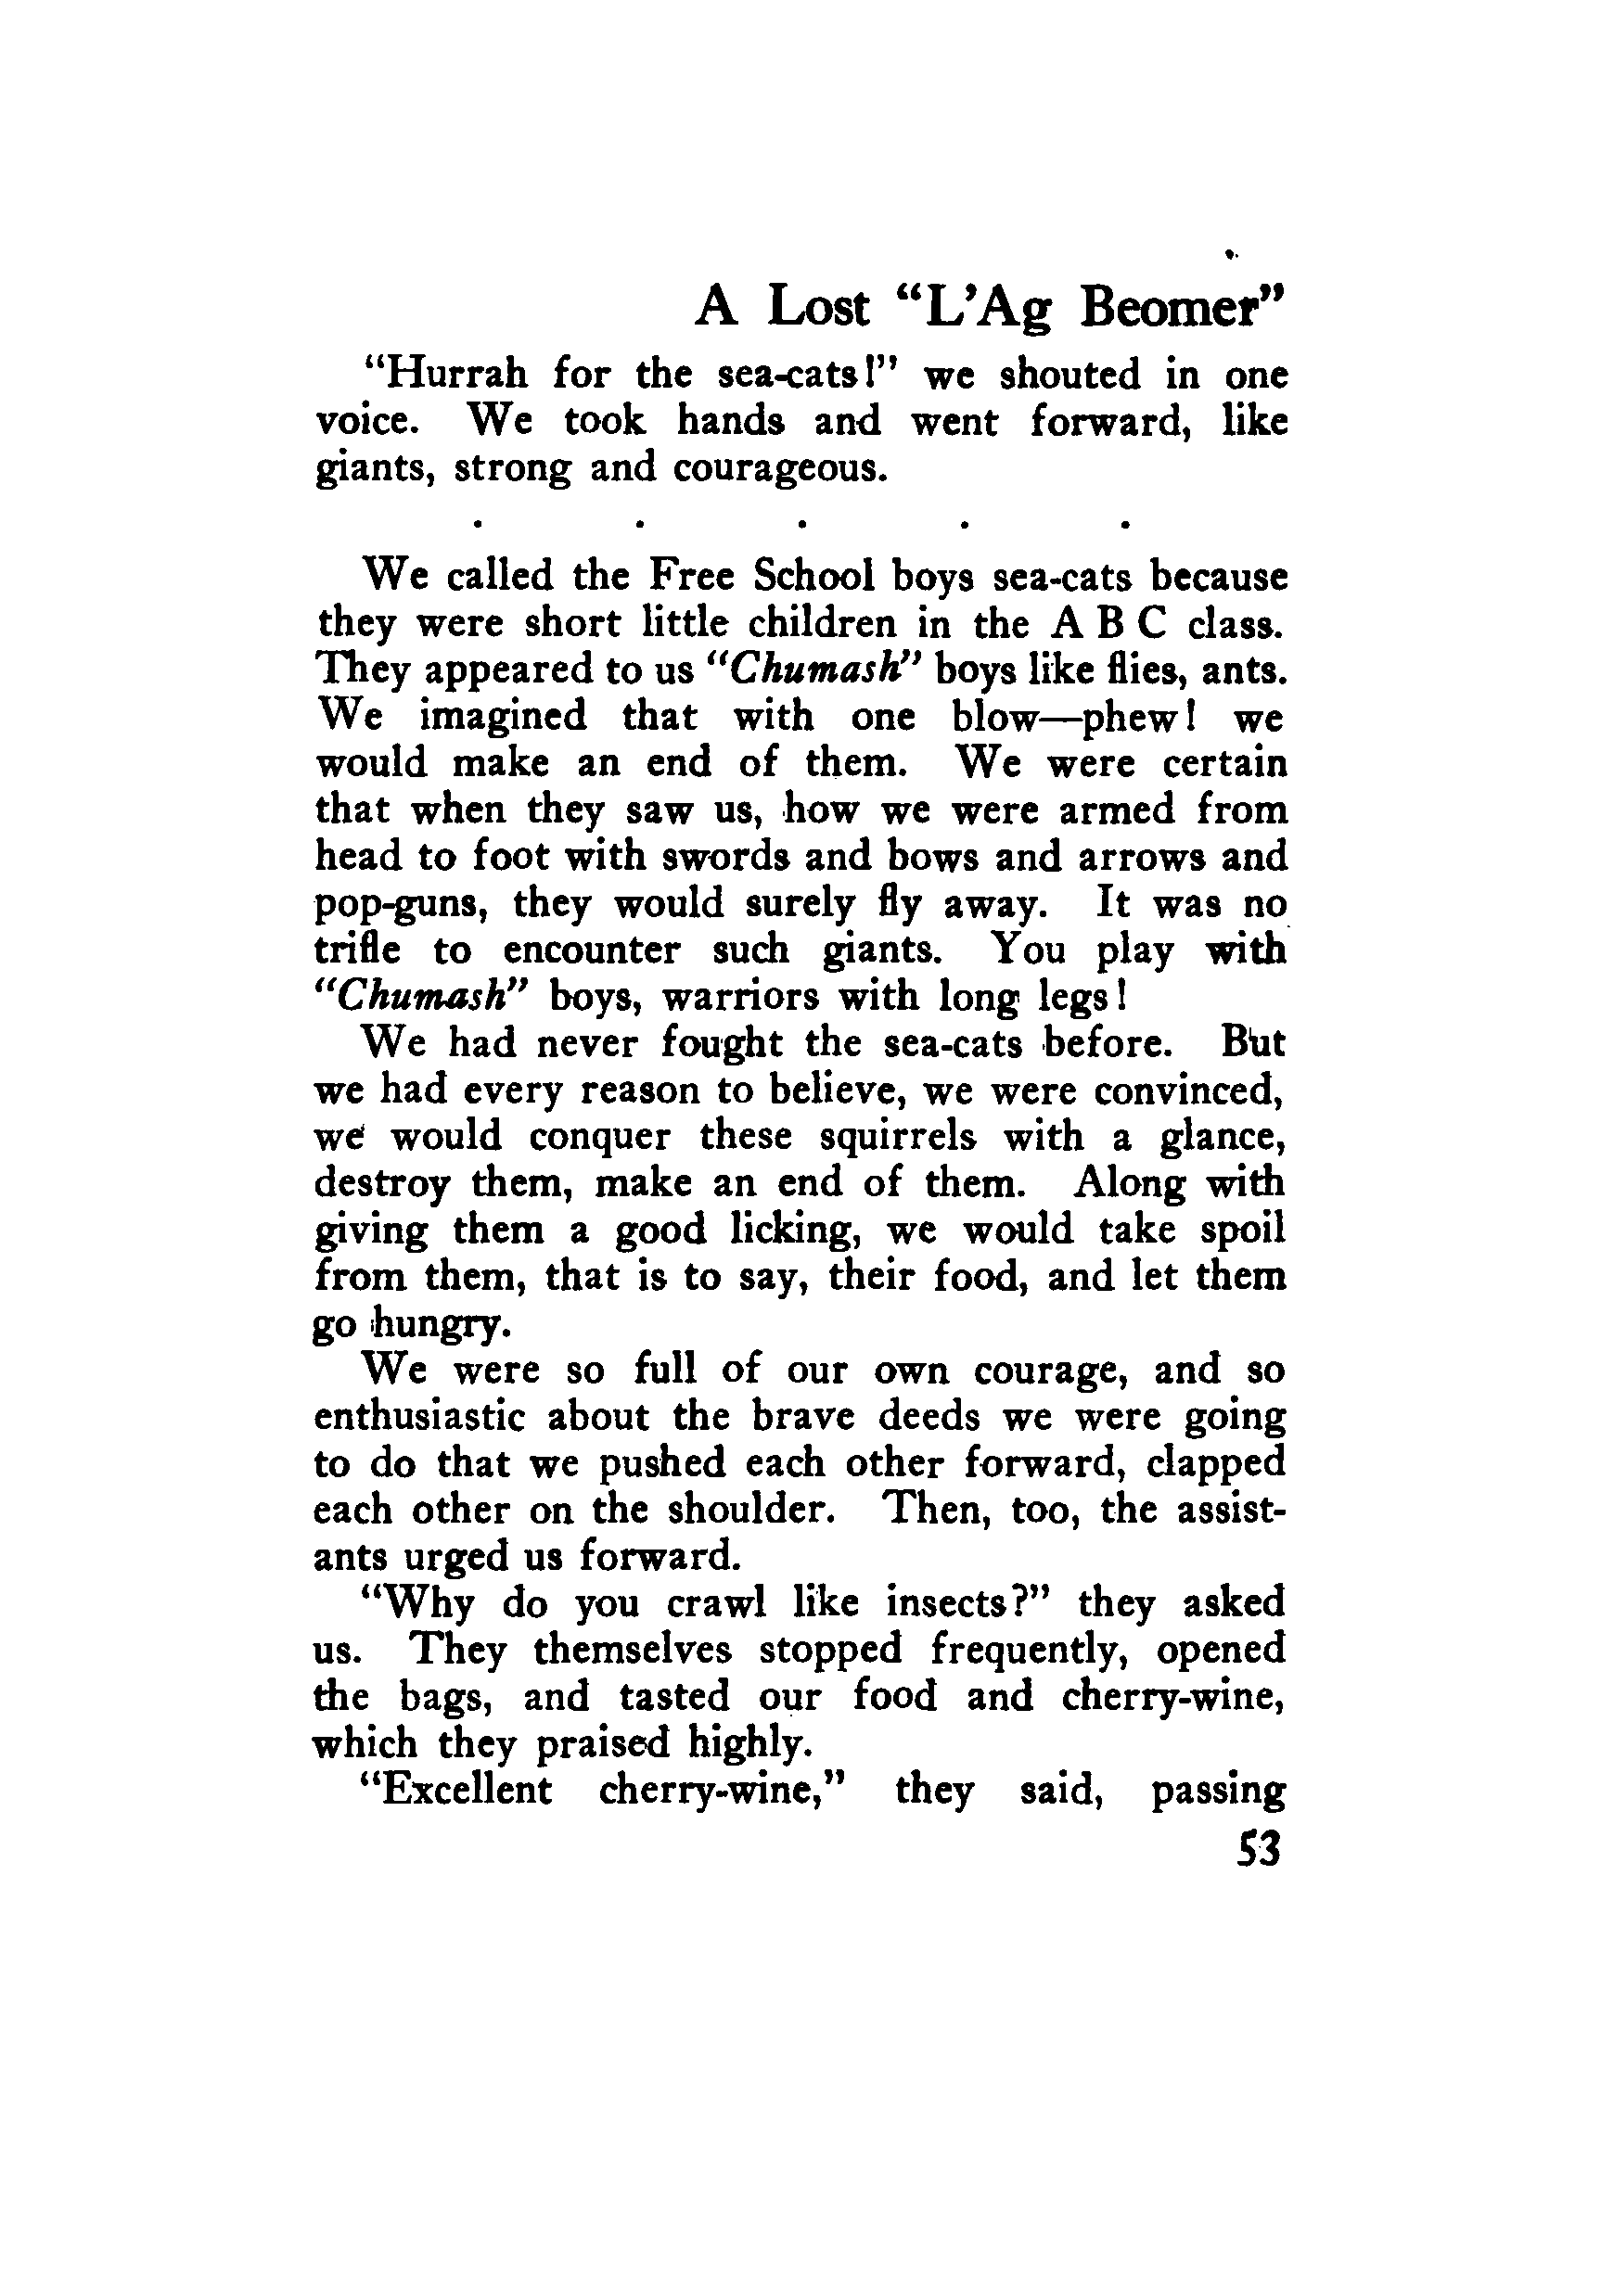 A Lost “L’Ag Beomer”
“Hurrah for the sea-cats!” we shouted in one
voice. We took hands and went forward, like
giants, strong and courageous.
. . . . .
We called the Free School boys sea-cats because
they were short little children in the A B C class.
They appeared to us “Chumash” boys like flies, ants.
We imagined that with one blow—phew! we
would make an end of them. We were certain
that when they saw us, how we were armed from
head to foot with swords and bows and arrows and
pop-guns, they would surely fly away. It was no
trifle to encounter such giants. You play with
“Chumash” boys, warriors with long legs!
We had never fought the sea-cats before. But
we had every reason to believe, we were convinced,
we would conquer these squirrels with a glance,
destroy them, make an end of them. Along with
giving them a good licking, we would take spoil
from them, that is to say, their food, and let them
go hungry.
We were so full of our own courage, and so
enthusiastic about the brave deeds we were going
to do that we pushed each other forward, clapped
each other on the shoulder. Then, too, the assist-
ants urged us forward.
“Why do you crawl like insects?” they asked
us. They themselves stopped frequently, opened
the bags, and tasted our food and cherry-wine,
which they praised highly.
“Excellent cherry-wine,” they said, passing
53